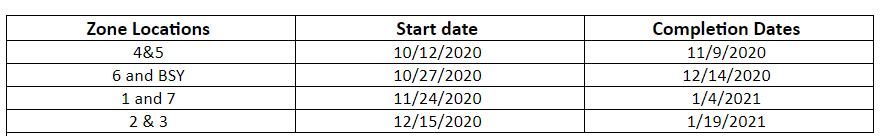 Zone Locations Start date Completion Dates
4&5 10/12/2020 11/9/2020
6 and BSY 10/27/2020 12/14/2020
1 and 7 11/24/2020 1/4/2021
2 & 3 12/15/2020 1/19/2021